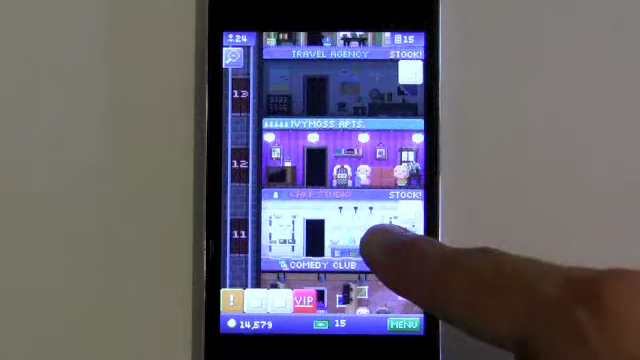 24
15
TRAVEL AGENCY STOCK!
13
IVYMOSS APTS.
12
CAKE STUDIO STOCK!
11
COMEDY CLUB
! VIP
14,579 15 MENU